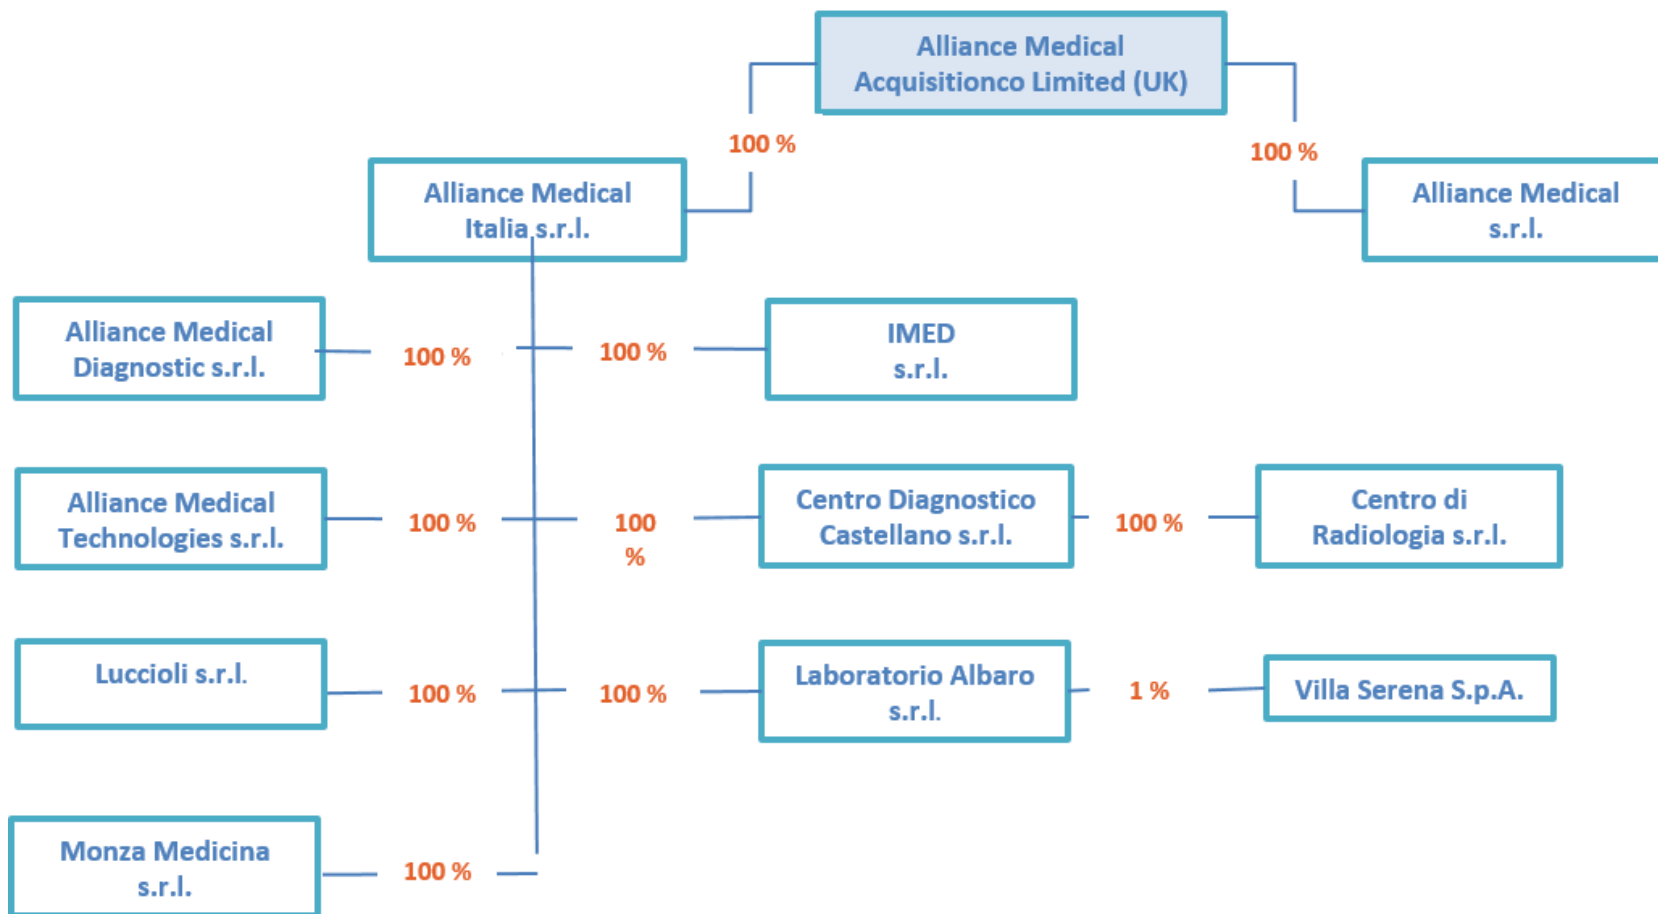 Alliance Medical
Acquisitionco Limited (UK)
100 %
100 %
Alliance Medical
Italia s.r.l.
Alliance Medical
s.r.l.
Alliance Medical
Diagnostic s.r.l.
100 %
100 %
IMED
s.r.l.
Alliance Medical
Technologies s.r.l.
100 %
100
%
Centro Diagnostico
Castellano s.r.l.
100 %
Centro di
Radiologia s.r.l.
Luccioli s.r.l.
100 %
100 %
Laboratorio Albaro
s.r.l.
1 %
Villa Serena S.p.A.
Monza Medicina
s.r.l.
100 %